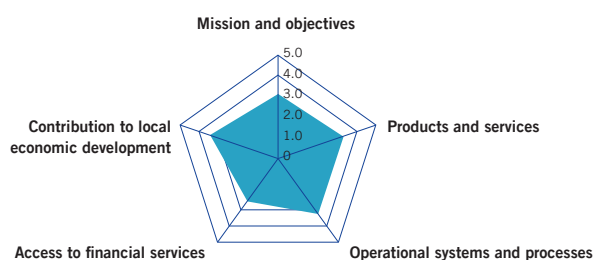 Mission and objectives
5.0
4.0
3.0
2.0
1.0
0
Contribution to local
economic development
Products and services
Access to financial services
Operational systems and processes